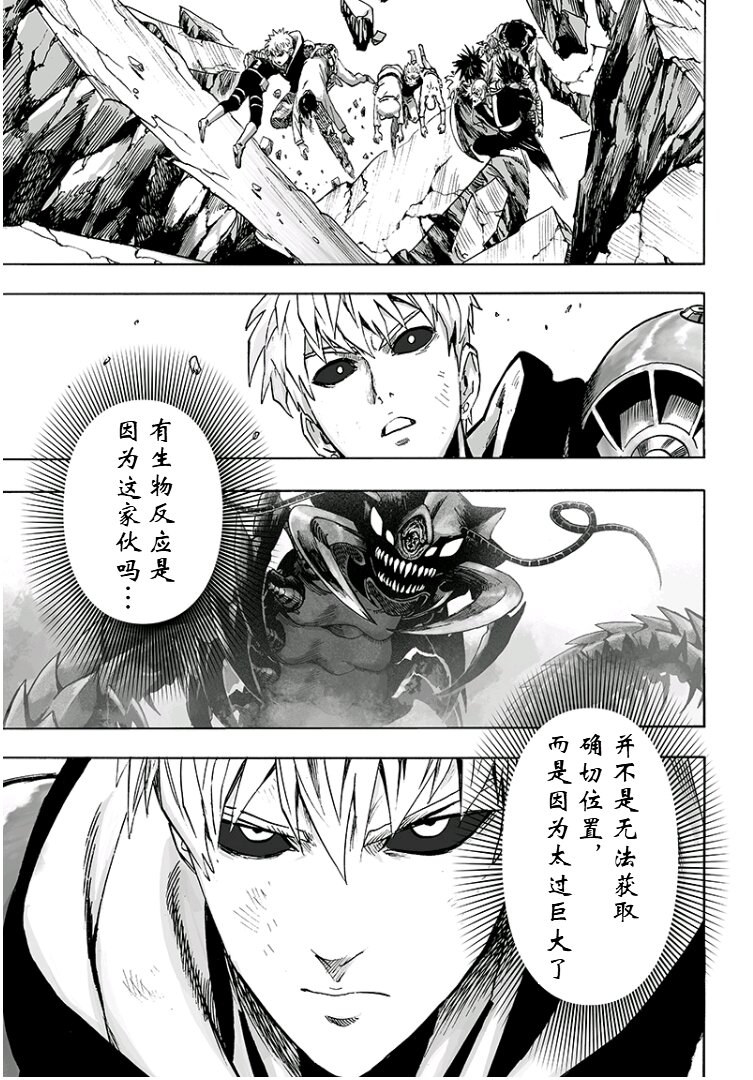 有生物反应是
因为这家伙吗…
并不是无法获取
确切位置，
而是因为太过巨大了